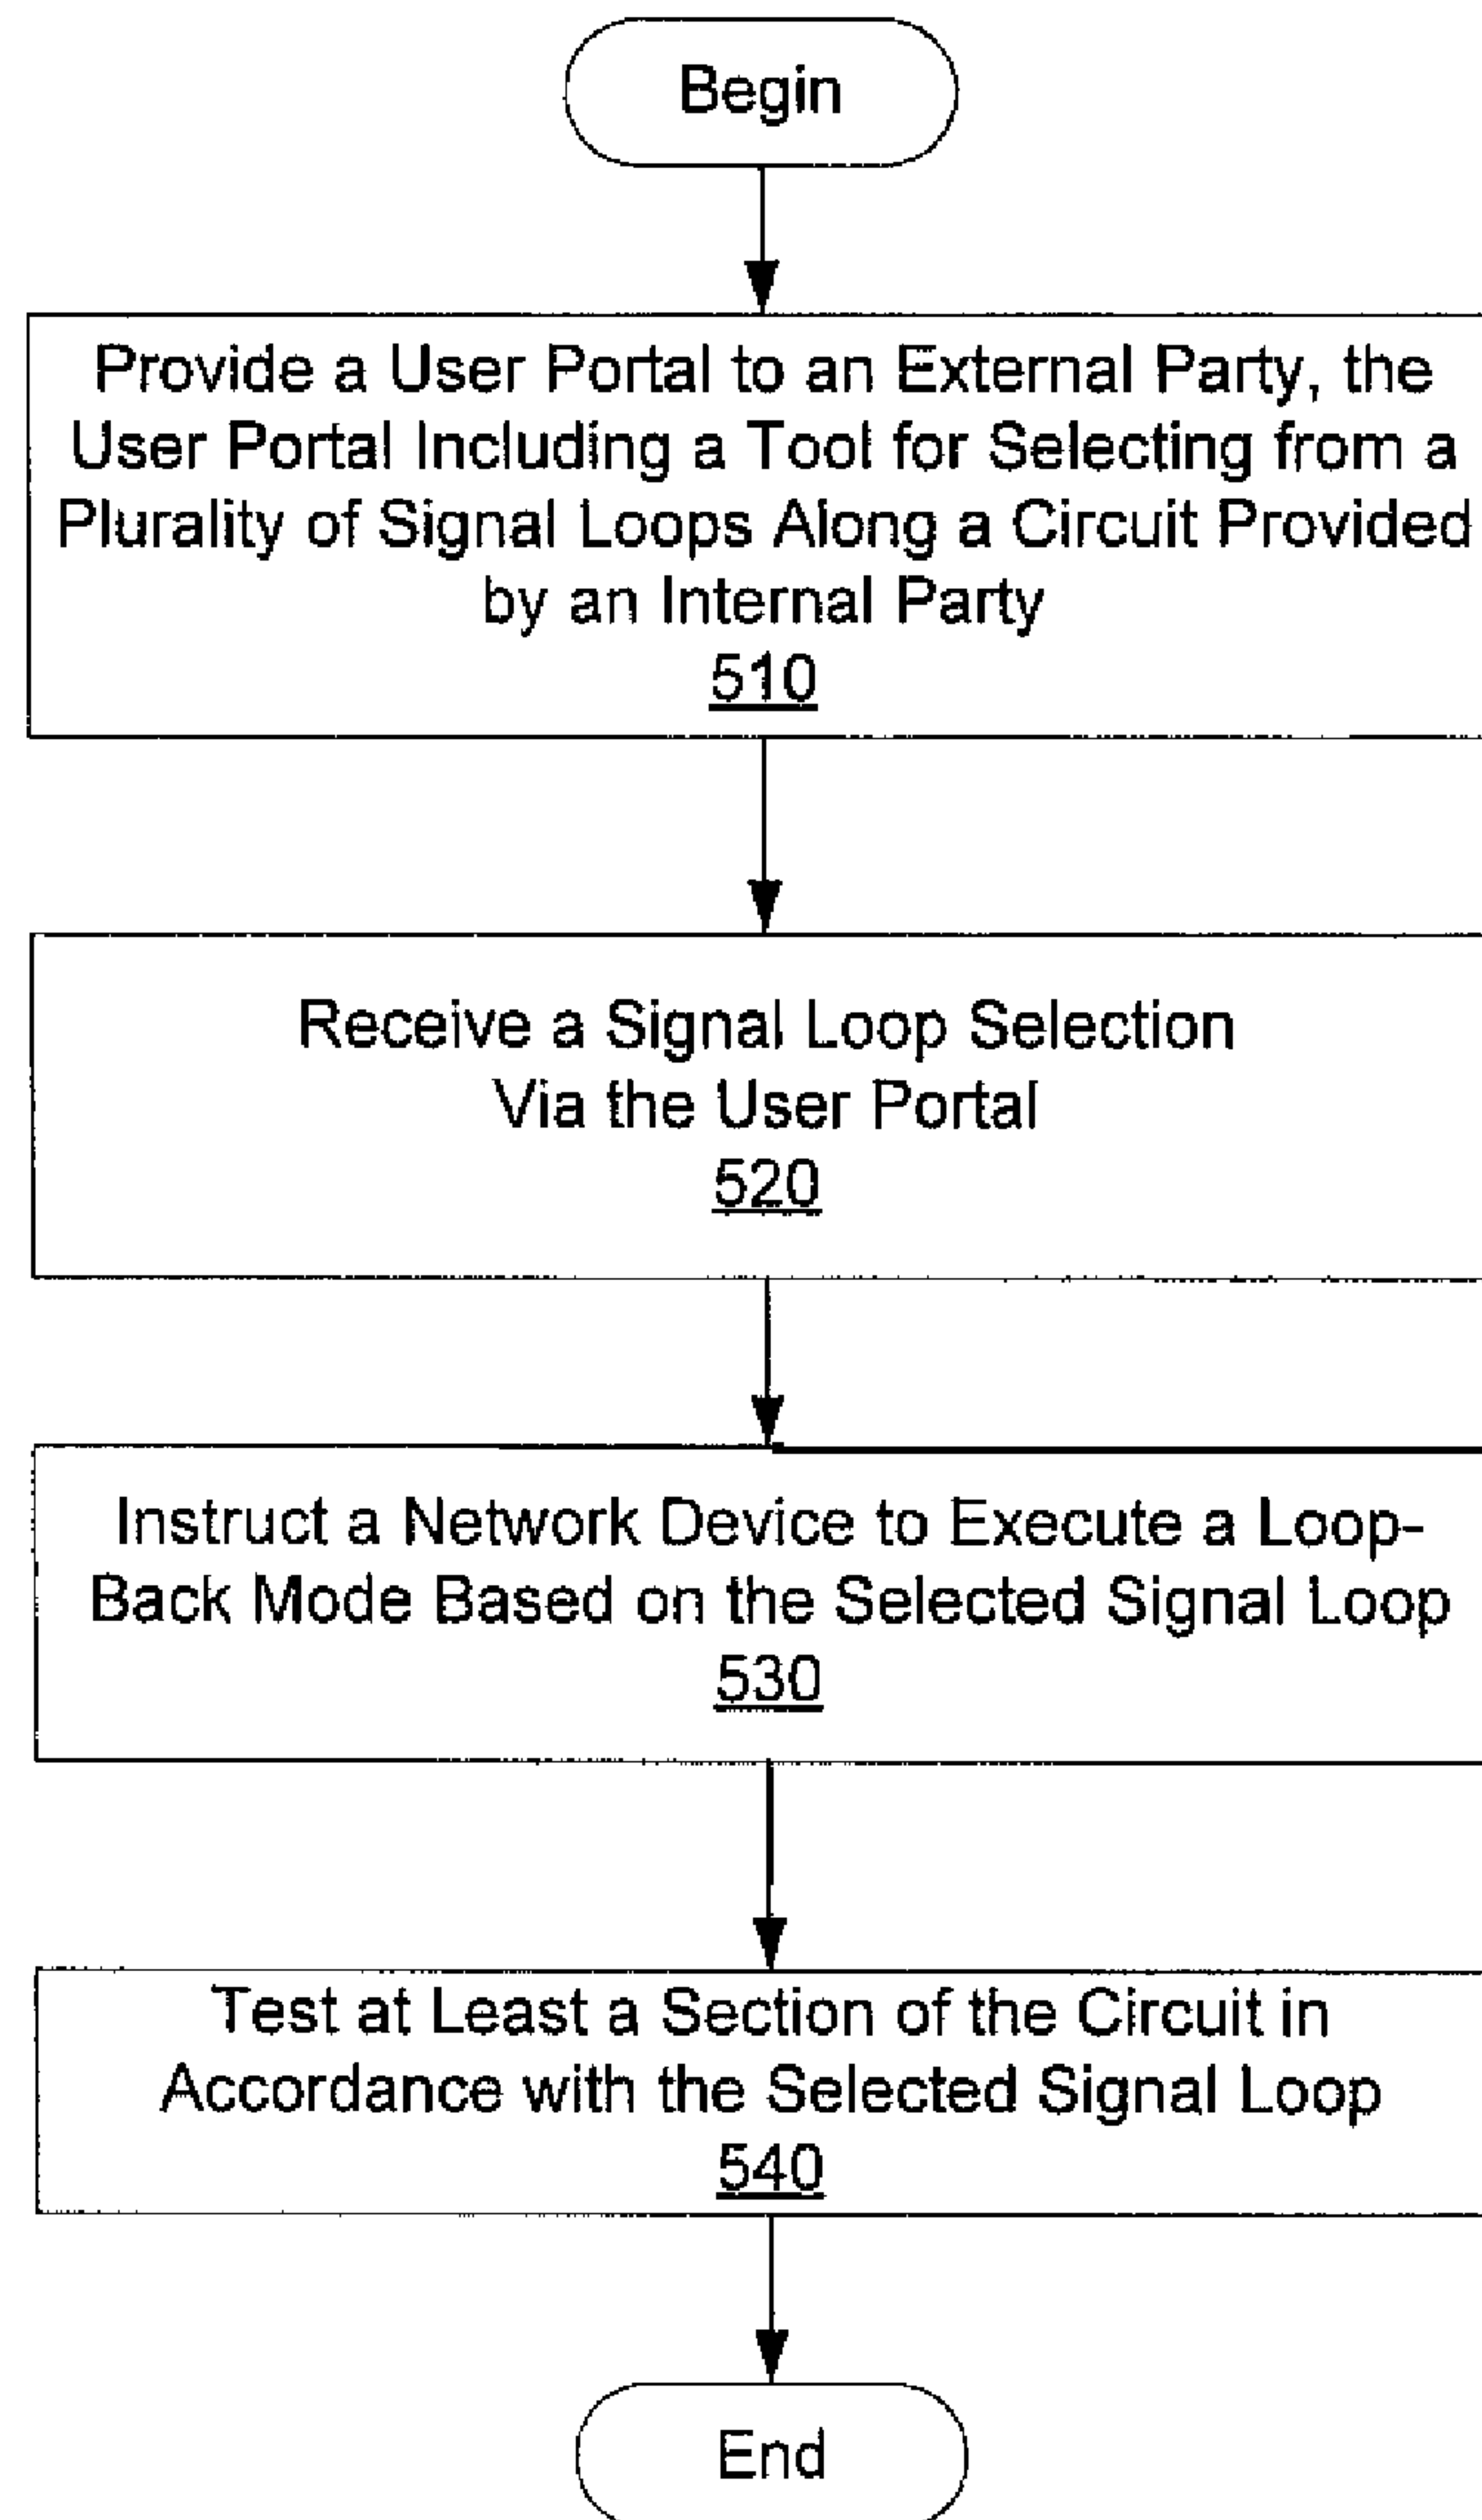 Begin
Provide a User Portal to an External Party, the
User Portal Including a Tool for Selecting from a
Plurality of Signal Loops Along a Circuit Provided
by an Internal Party
510
Receive a Signal Loop Selection
Via the User Portal
520
Instruct a Network Device to Execute a Loop-
Back Mode Based on the Selected Signal Loop
530
Test at Least a Section of the Circuit in
Accordance with the Selected Signal Loop
540
End